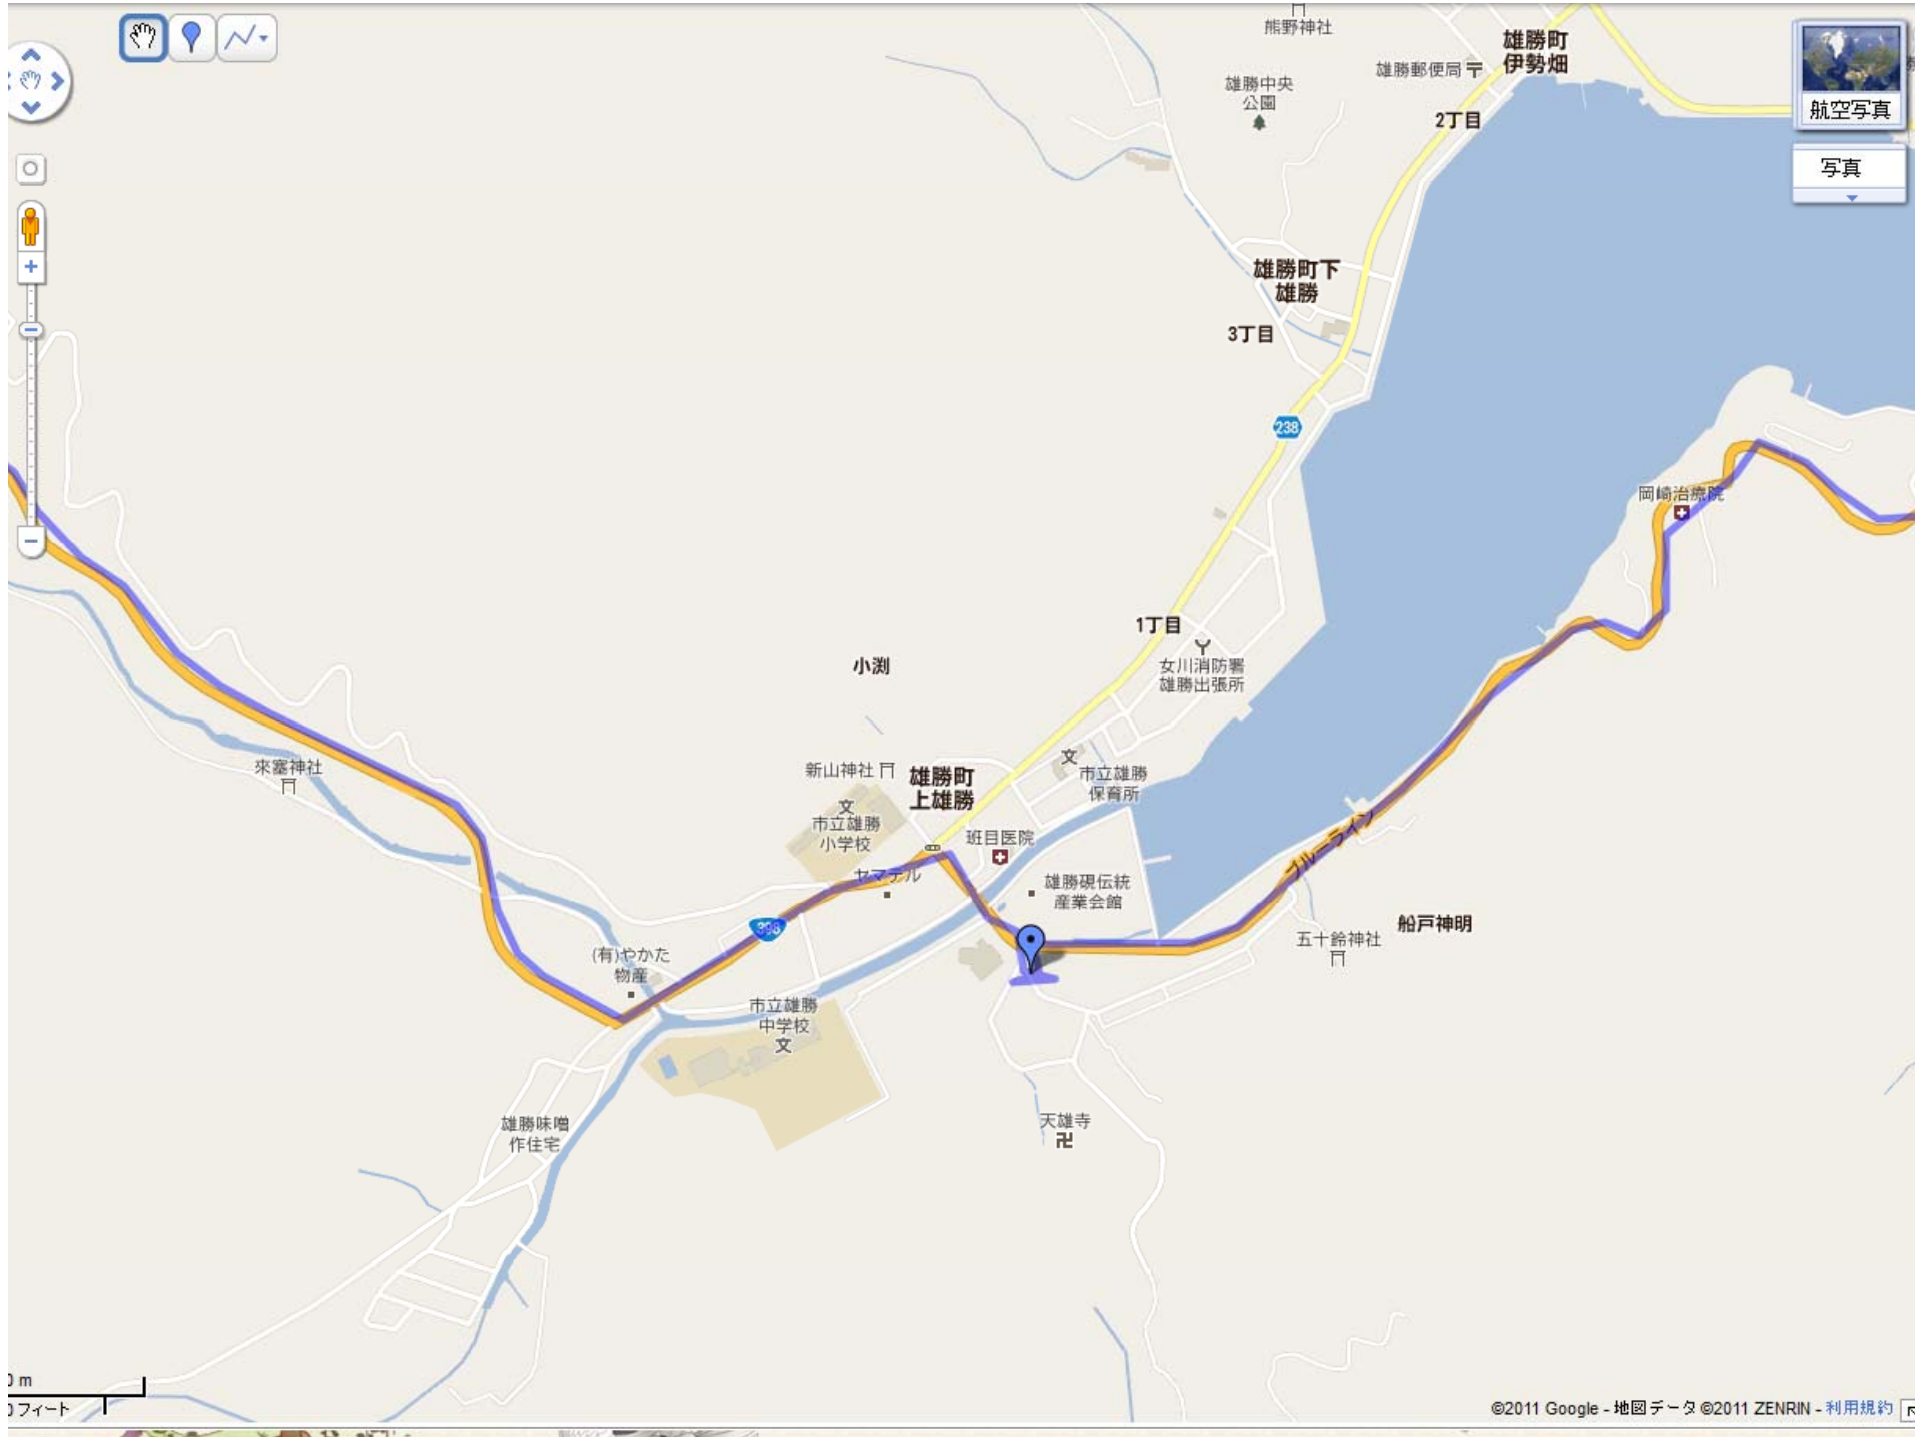 熊野神社
雄勝町
伊勢畑
雄勝郵便局
雄勝中央
公園
2丁目
航空写真
写真
雄勝町下
雄勝
3丁目
238
岡崎治療院
1丁目
女川消防署
雄勝出張所
小渕
來塞神社
新山神社
雄勝町
上雄勝
文
市立雄勝
保育所
文
市立雄勝
小学校
班目医院
ヤマデル
雄勝硯伝統
産業会館
ブルーライン
398
船戸神明
五十鈴神社
(有)やかた
物産
市立雄勝
中学校
文
雄勝味噌
作住宅
天雄寺
卍
m
フィート
©2011 Google - 地図データ ©2011 ZENRIN - 利用規約